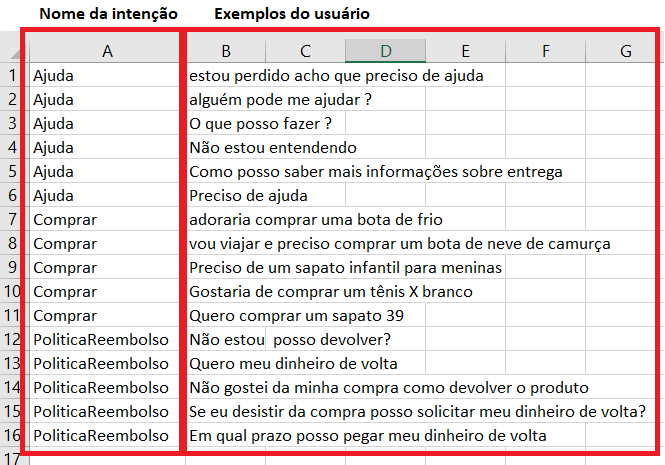 Nome da intenção Exemplos do usuário
A B C D E F G
1 Ajuda estou perdido acho que preciso de ajuda
2 Ajuda alguém pode me ajudar ?
3 Ajuda O que posso fazer ?
4 Ajuda Não estou entendendo
5 Ajuda Como posso saber mais informações sobre entrega
6 Ajuda Preciso de ajuda
7 Comprar adoraria comprar uma bota de frio
8 Comprar vou viajar e preciso comprar um bota de neve de camurça
9 Comprar Preciso de um sapato infantil para meninas
10 Comprar Gostaria de comprar um tênis X branco
11 Comprar Quero comprar um sapato 39
12 PoliticaReembolso Não estou posso devolver?
13 PoliticaReembolso Quero meu dinheiro de volta
14 PoliticaReembolso Não gostei da minha compra como devolver o produto
15 PoliticaReembolso Se eu desistir da compra posso solicitar meu dinheiro de volta?
16 PoliticaReembolso Em qual prazo posso pegar meu dinheiro de volta
17